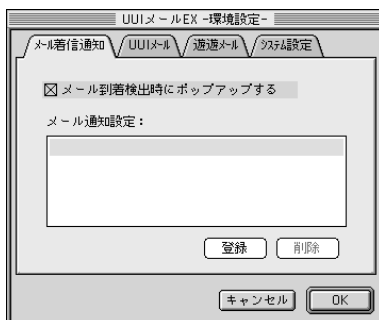 UUIメールEX -環境設定-
メール着信通知 UUIメール 遊遊メール システム設定
メール到着検出時にポップアップする
メール通知設定：
登録 削除
キャンセル OK